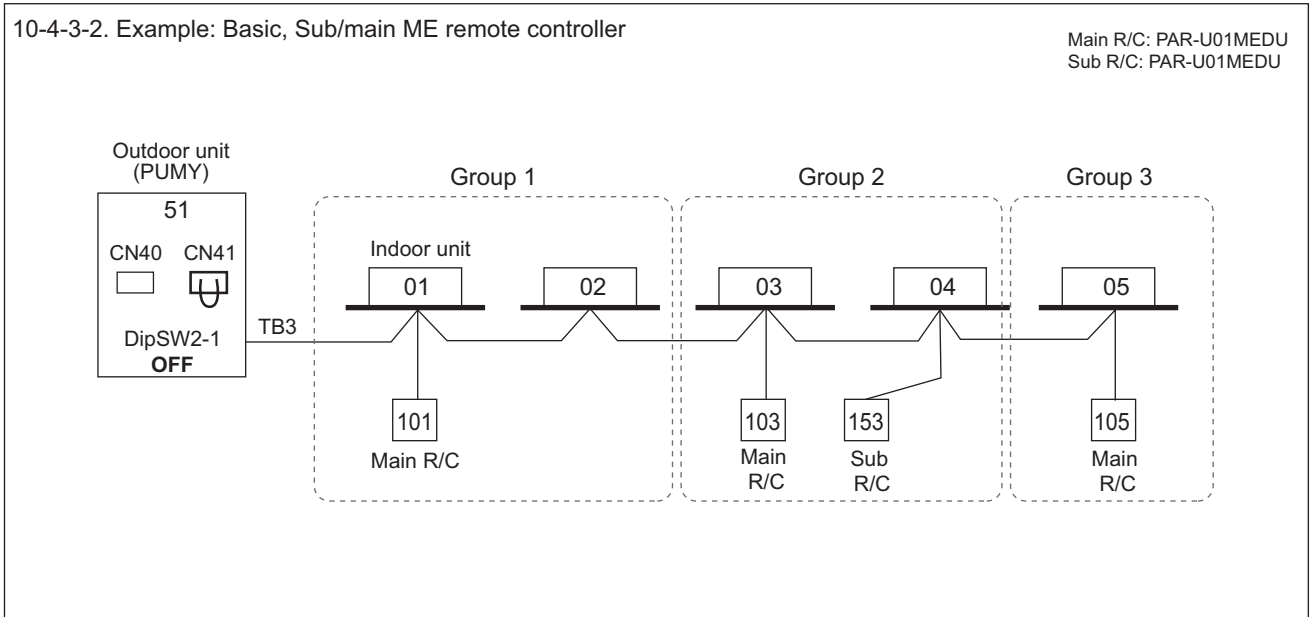 10-4-3-2. Example: Basic, Sub/main ME remote controller
Main R/C: PAR-U01MEDU
Sub R/C: PAR-U01MEDU
Outdoor unit
(PUMY)
51
CN40 CN41
DipSW2-1
OFF
TB3
Group 1
Indoor unit
01
02
101
Main R/C
Group 2
03
04
103
Main
R/C
153
Sub
R/C
Group 3
05
105
Main
R/C